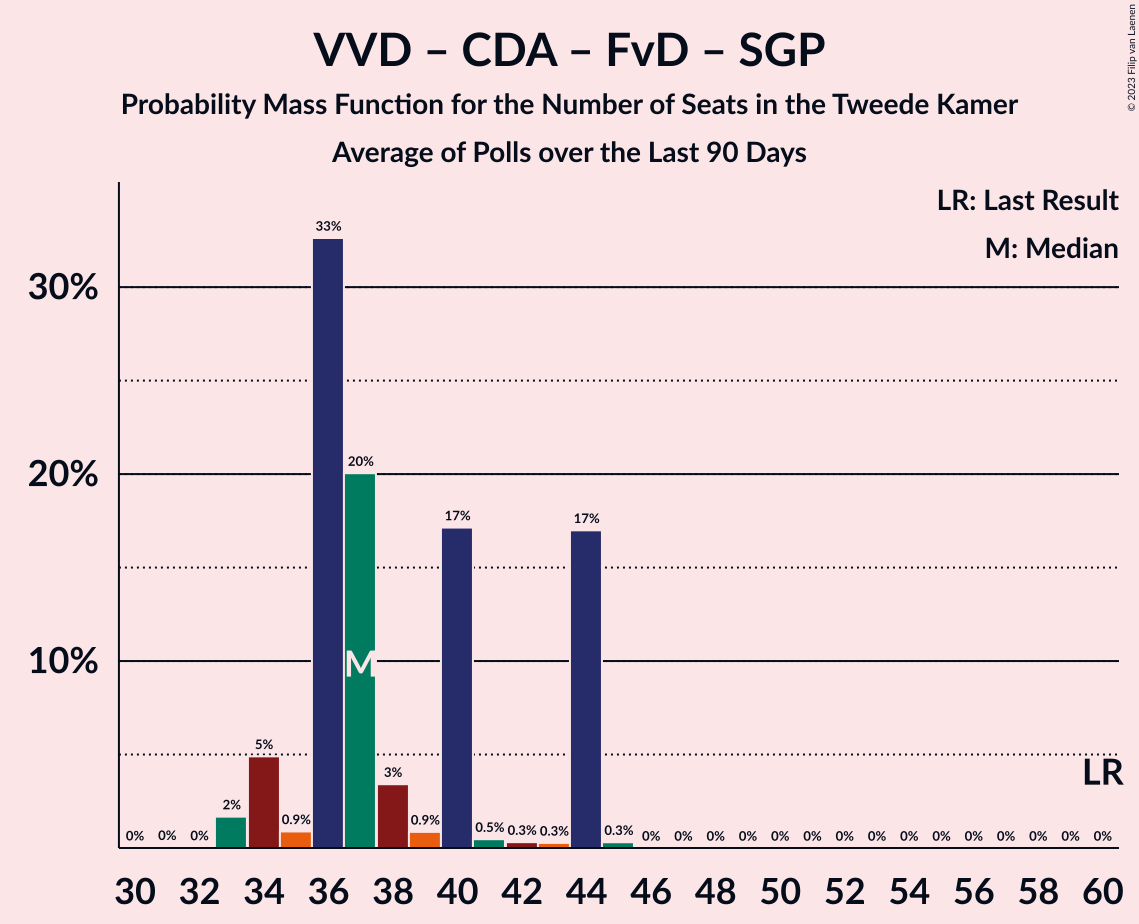 VVD – CDA – FvD – SGP
Probability Mass Function for the Number of Seats in the Tweede Kamer
Average of Polls over the Last 90 Days
© 2023 Filip van Laenen
LR: Last Result
M: Median
30%
20%
10%
0% 0% 0% 2% 5% 0.9% 33% 20% 3% 0.9% 17% 0.5% 0.3% 0.3% 17% 0.3% 0% 0% 0% 0% 0% 0% 0% 0% 0% 0% 0% 0% 0% 0% 0%
M
LR
30 32 34 36 38 40 42 44 46 48 50 52 54 56 58 60